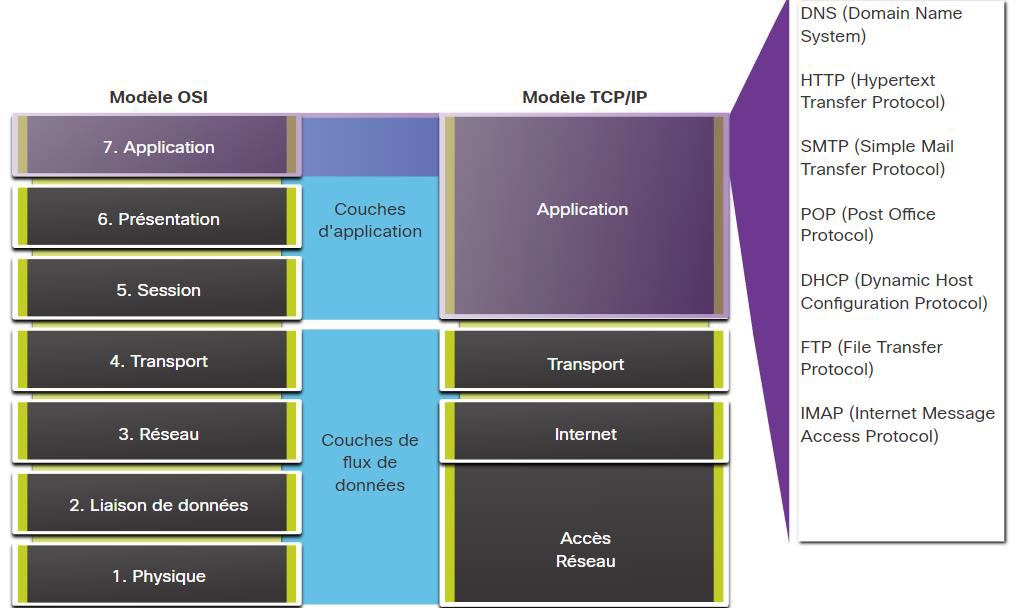 Modèle OSI
7. Application
6. Présentation
5. Session
4. Transport
3. Réseau
2. Liaison de données
1. Physique
Couches
d'application
Couches de
flux de
données
Modèle TCP/IP
Application
Transport
Internet
Accès
Réseau
DNS (Domain Name
System)
HTTP (Hypertext
Transfer Protocol)
SMTP (Simple Mail
Transfer Protocol)
POP (Post Office
Protocol)
DHCP (Dynamic Host
Configuration Protocol)
FTP (File Transfer
Protocol)
IMAP (Internet Message
Access Protocol)